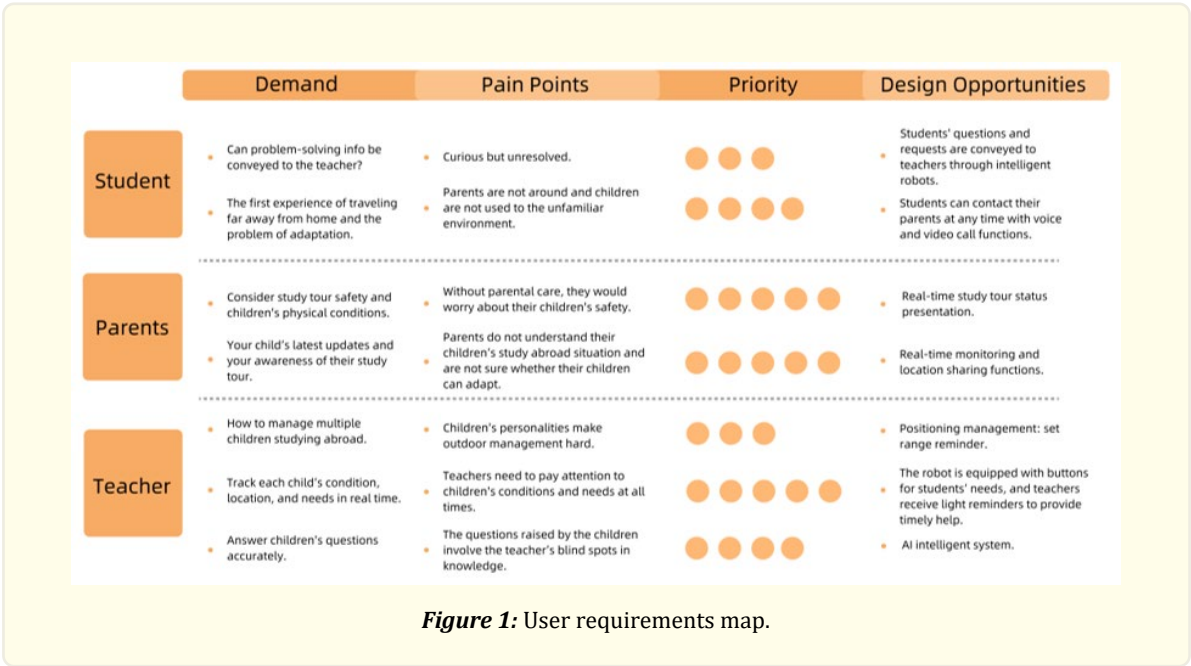 Demand
Pain Points
Priority
Design Opportunities
Student
Can problem-solving info be
conveyed to the teacher?
Curious but unresolved.
Students' questions and
requests are conveyed to
teachers through intelligent
robots.
The first experience of traveling
far away from home and the
problem of adaptation.
Parents are not around and children
are not used to the unfamiliar
environment.
Students can contact their
parents at any time with voice
and video call functions.
Parents
Consider study tour safety and
children's physical conditions.
Without parental care, they would
worry about their children's safety.
Real-time study tour status
presentation.
Your child's latest updates and
your awareness of their study
tour.
Parents do not understand their
children's study abroad situation and
are not sure whether their children
can adapt.
Real-time monitoring and
location sharing functions.
Teacher
How to manage multiple
children studying abroad.
Children's personalities make
outdoor management hard.
Positioning management: set
range reminder.
Track each child's condition,
location, and needs in real time.
Teachers need to pay attention to
children's conditions and needs at all
times.
The robot is equipped with buttons
for students' needs, and teachers
receive light reminders to provide
timely help.
Answer children's questions
accurately.
The questions raised by the children
involve the teacher's blind spots in
knowledge.
AI intelligent system.
Figure 1: User requirements map.